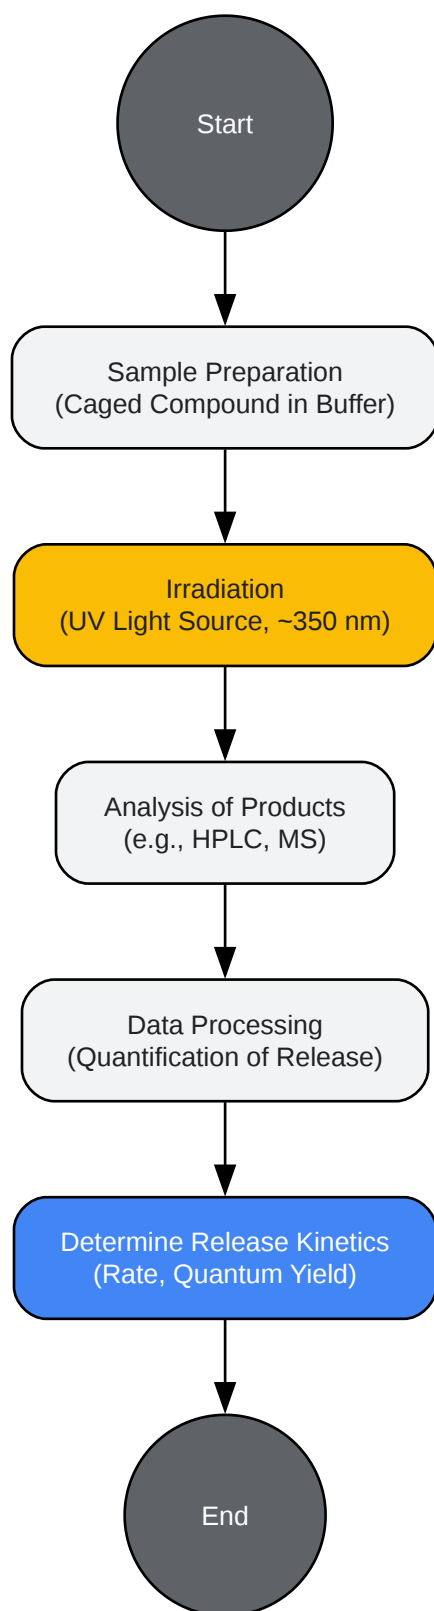 Start
Sample Preparation
(Caged Compound in Buffer)
Irradiation
(UV Light Source, ~350 nm)
Analysis of Products
(e.g., HPLC, MS)
Data Processing
(Quantification of Release)
Determine Release Kinetics
(Rate, Quantum Yield)
End